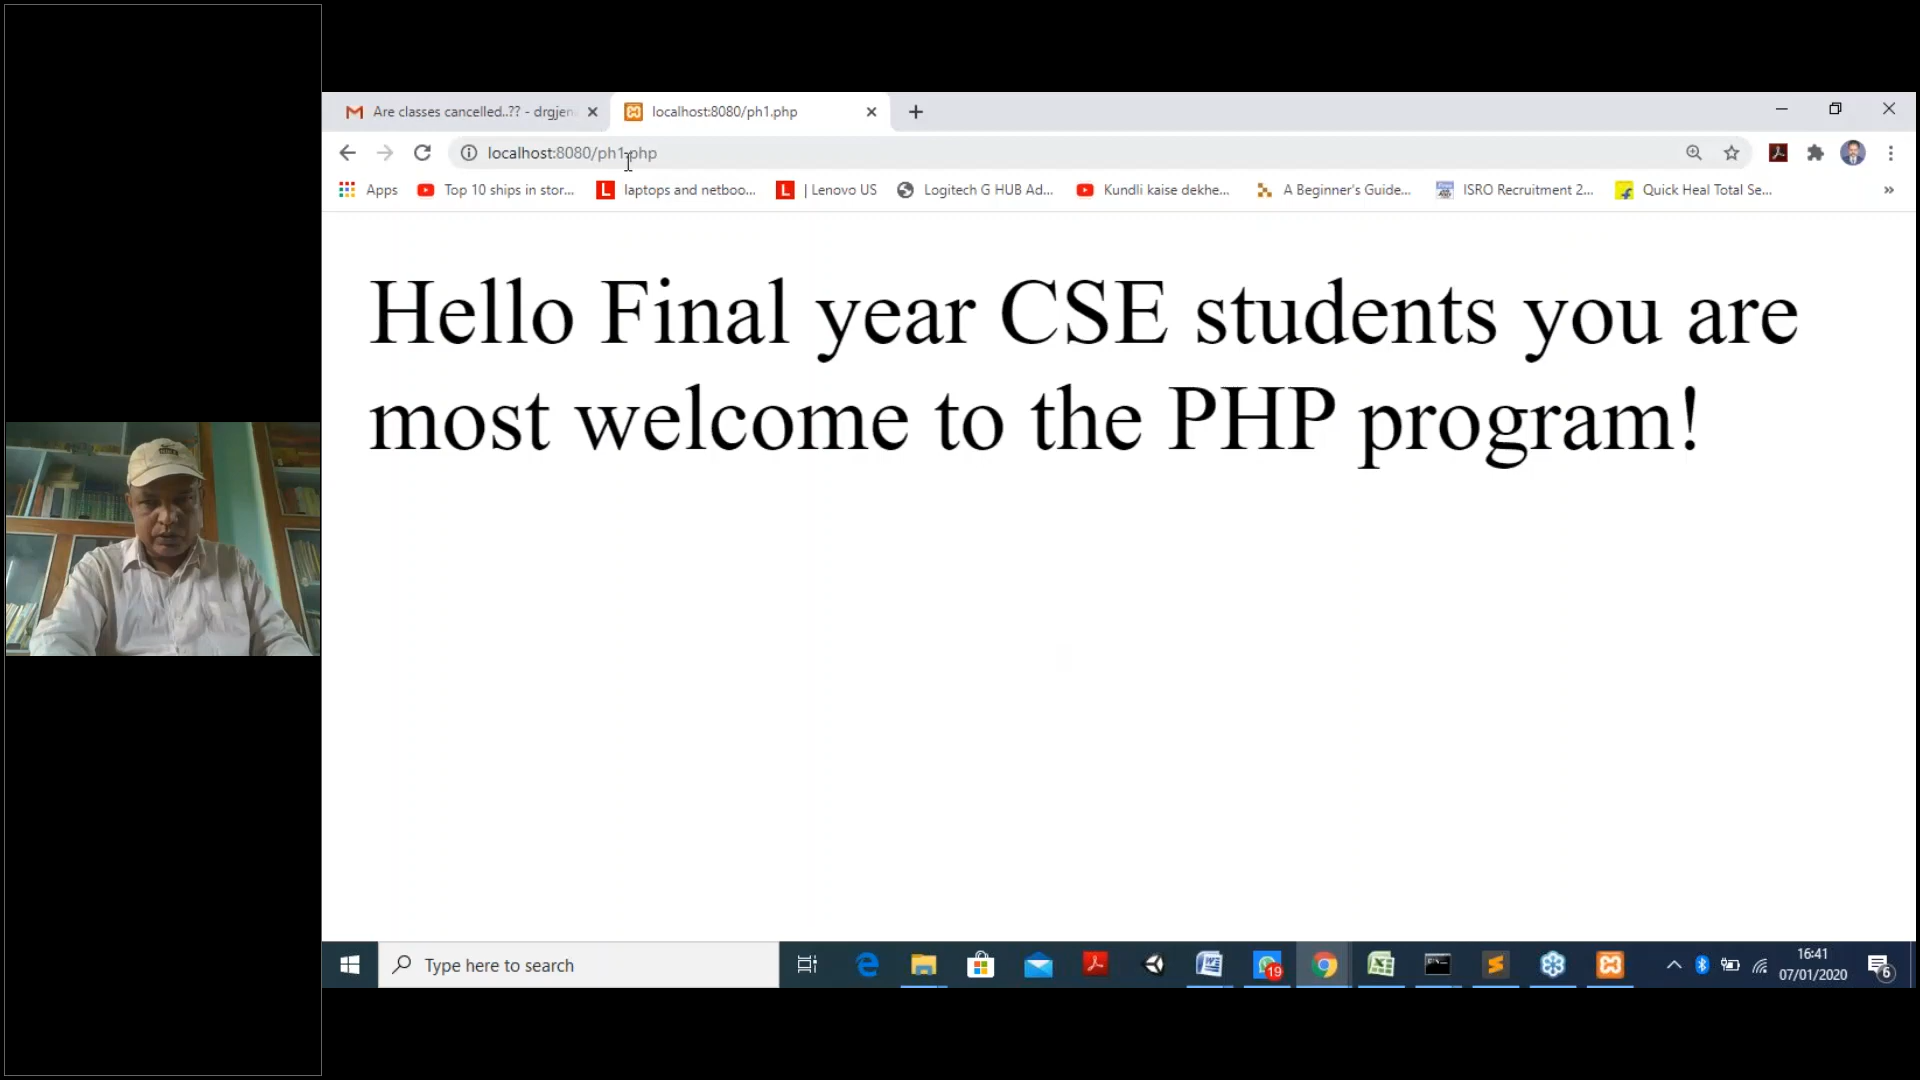 Are classes cancelled..?? - drgjen
localhost:8080/ph1.php
localhost:8080/ph1.php
Apps
Top 10 ships in stor...
laptops and netboo...
| Lenovo US
Logitech G HUB Ad...
Kundli kaise dekhe...
A Beginner's Guide...
ISRO Recruitment 2...
Quick Heal Total Se...
»
Hello Final year CSE students you are
most welcome to the PHP program!
Type here to search
19
16:41
07/01/2020
6